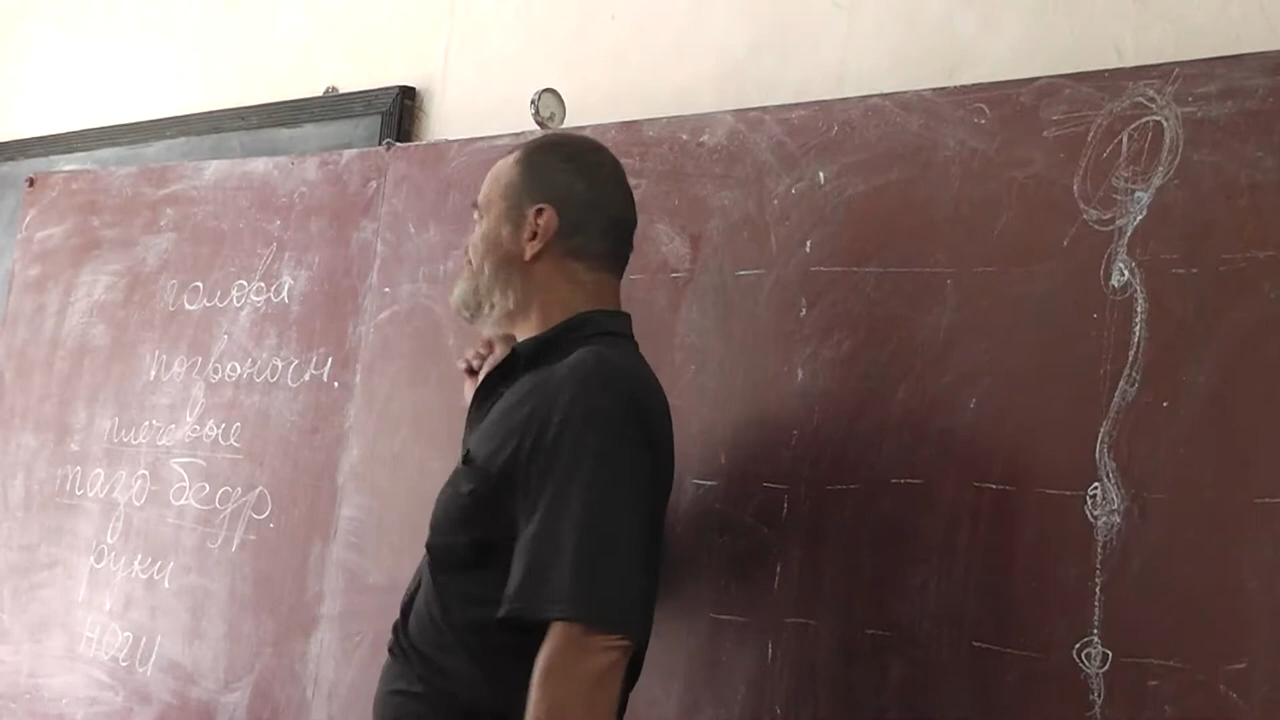 голова
позвоночн.
плечевые
тазо-бедр.
руки
ноги